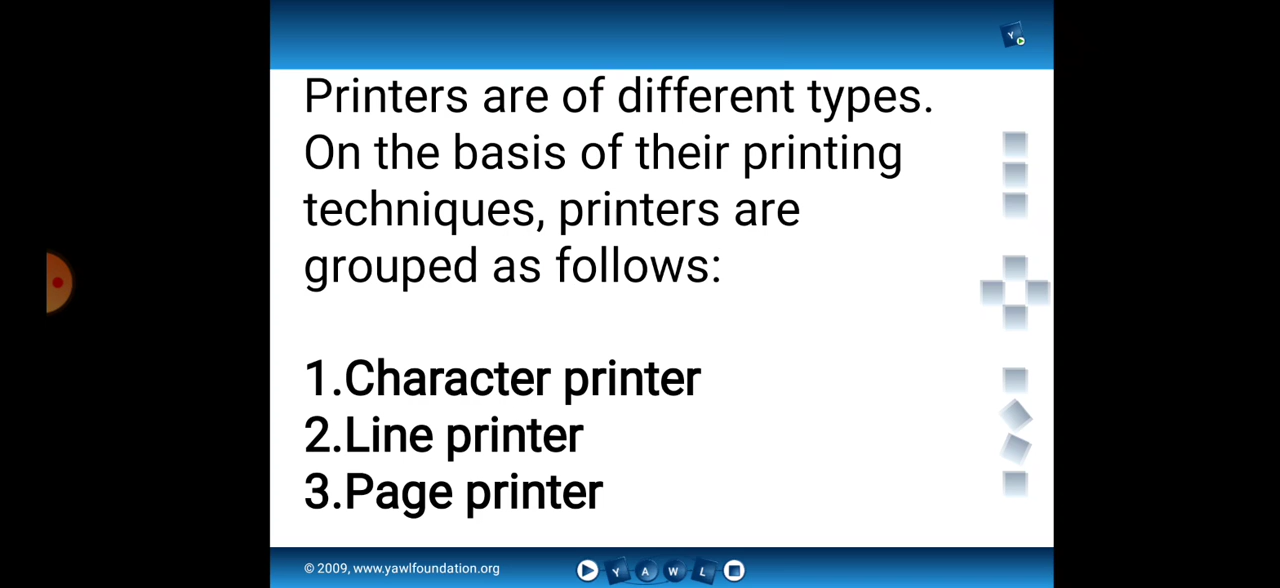 Y
Printers are of different types.
On the basis of their printing
techniques, printers are
grouped as follows:
1.Character printer
2.Line printer
3.Page printer
© 2009, www.yawlfoundation.org
Y A W L